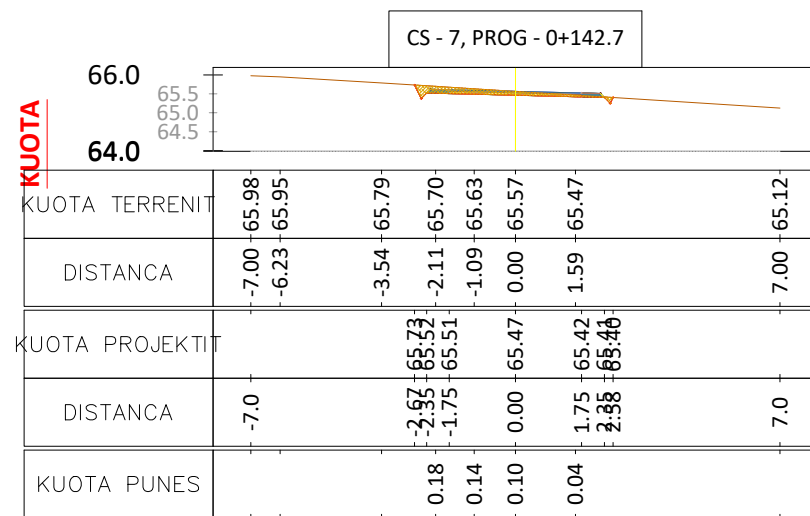 CS - 7, PROG - 0+142.7
KUOTA
66.0
65.5
65.0
64.5
64.0
KUOTA TERRENIT 65.98 65.95 65.79 65.70 65.63 65.57 65.47 65.12
DISTANCA -7.00 -6.23 -3.54 -2.11 -1.09 0.00 1.59 7.00
KUOTA PROJEKTIT 65.73 65.52 65.51 65.47 65.42 65.41 65.40
DISTANCA -7.0 -2.67 -2.35 -1.75 0.00 1.75 2.35 2.58 7.0
KUOTA PUNES 0.18 0.14 0.10 0.04